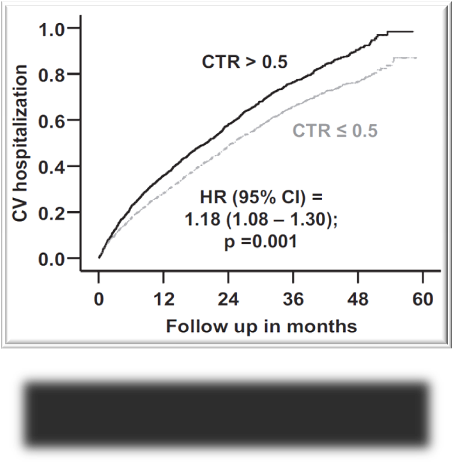 1.0
CTR > 0.5
0.8
0.6
CTR ≤ 0.5
0.4
HR (95% CI) =
1.18 (1.08 – 1.30);
p =0.001
0.2
0.0
CV hospitalization
0 12 24 36 48 60
Follow up in months